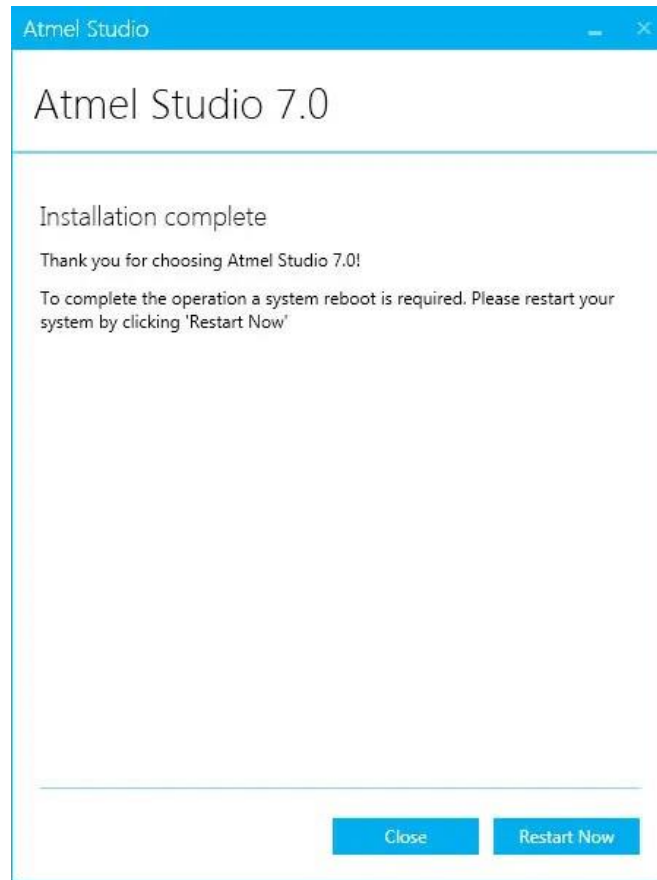 Atmel Studio
Atmel Studio 7.0
Installation complete
Thank you for choosing Atmel Studio 7.0!
To complete the operation a system reboot is required. Please restart your
system by clicking 'Restart Now'
Close
Restart Now